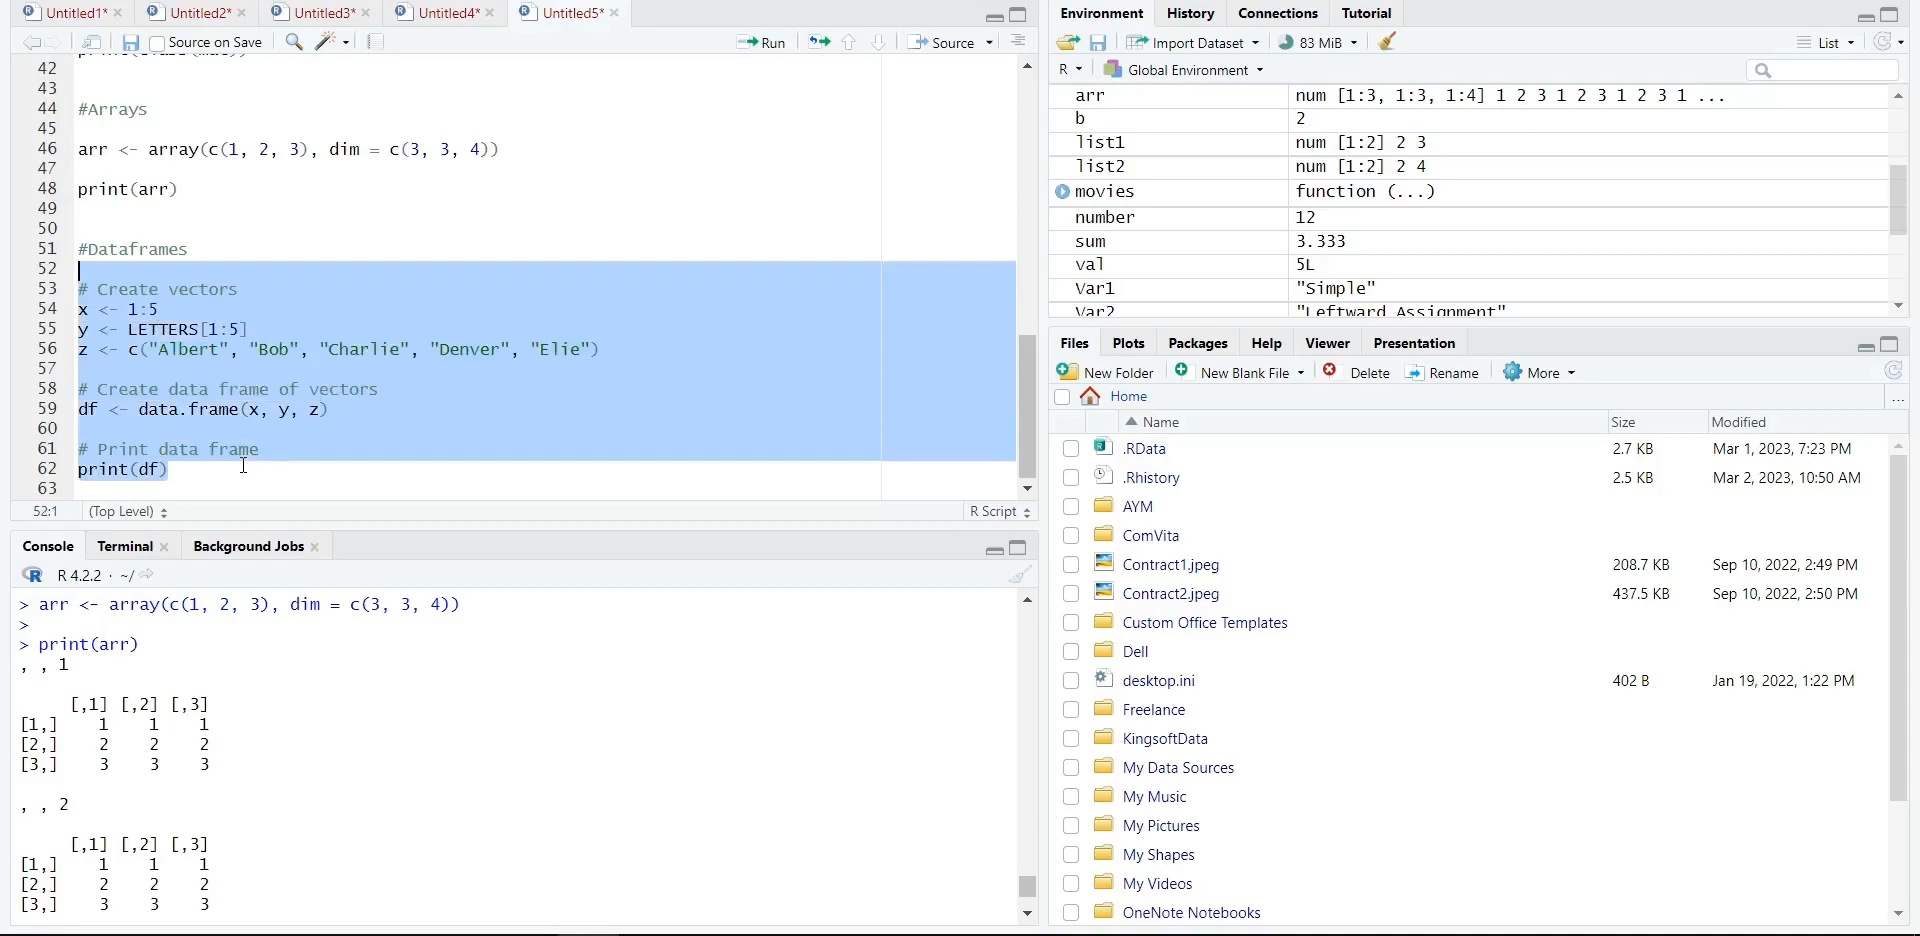 Untitled1* × Untitled2* × Untitled3* × Untitled4* × Untitled5* ×
Source on Save Run Source
42
43
44 #Arrays
45
46 arr <- array(c(1, 2, 3), dim = c(3, 3, 4))
47
48 print(arr)
49
50
51 #Dataframes
52
53 # Create vectors
54 x <- 1:5
55 y <- LETTERS[1:5]
56 z <- c("Albert", "Bob", "Charlie", "Denver", "Elie")
57
58 # Create data frame of vectors
59 df <- data.frame(x, y, z)
60
61 # Print data frame
62 print(df)
63
52:1 (Top Level) R Script
Console Terminal × Background Jobs ×
R 4.2.2 · ~/
> arr <- array(c(1, 2, 3), dim = c(3, 3, 4))
>
> print(arr)
, , 1
[,1] [,2] [,3]
[1,] 1 1 1
[2,] 2 2 2
[3,] 3 3 3
, , 2
[,1] [,2] [,3]
[1,] 1 1 1
[2,] 2 2 2
[3,] 3 3 3
Environment History Connections Tutorial
Import Dataset 83 MiB List
R Global Environment
arr num [1:3, 1:3, 1:4] 1 2 3 1 2 3 1 2 3 1 ...
b 2
list1 num [1:2] 2 3
list2 num [1:2] 2 4
movies function (...)
number 12
sum 3.333
val 5L
Var1 "Simple"
Var2 "Leftward Assignment"
Files Plots Packages Help Viewer Presentation
New Folder New Blank File Delete Rename More
Home ...
Name Size Modified
.RData 2.7 KB Mar 1, 2023, 7:23 PM
.Rhistory 2.5 KB Mar 2, 2023, 10:50 AM
AYM
ComVita
Contract1.jpeg 208.7 KB Sep 10, 2022, 2:49 PM
Contract2.jpeg 437.5 KB Sep 10, 2022, 2:50 PM
Custom Office Templates
Dell
desktop.ini 402 B Jan 19, 2022, 1:22 PM
Freelance
KingsoftData
My Data Sources
My Music
My Pictures
My Shapes
My Videos
OneNote Notebooks